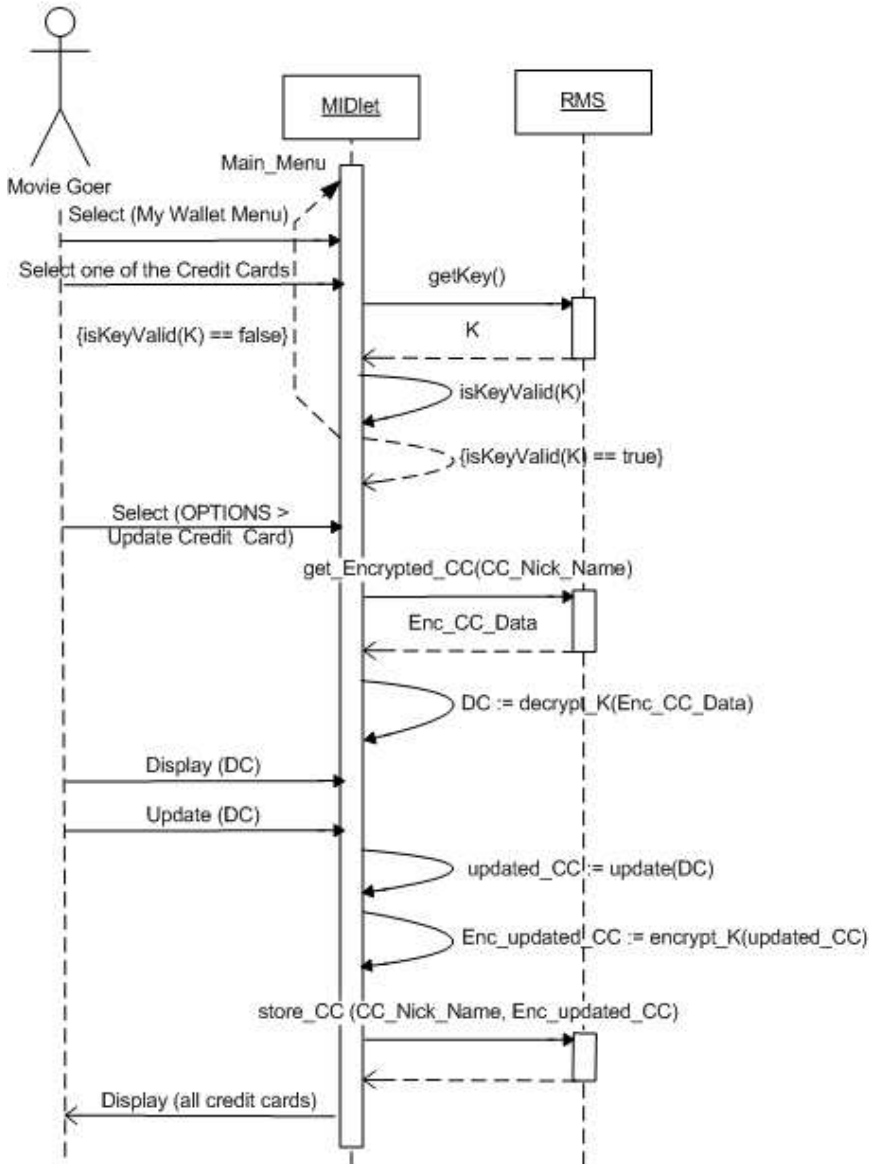 MIDlet
RMS
Main_Menu
Movie Goer
Select (My Wallet Menu)
Select one of the Credit Cards
getKey()
{isKeyValid(K) == false}
K
isKeyValid(K)
{isKeyValid(K) == true}
Select (OPTIONS >
Update Credit Card)
get_Encrypted_CC(CC_Nick_Name)
Enc_CC_Data
DC := decrypt_K(Enc_CC_Data)
Display (DC)
Update (DC)
updated_CC := update(DC)
Enc_updated_CC := encrypt_K(updated_CC)
store_CC (CC_Nick_Name, Enc_updated_CC)
Display (all credit cards)